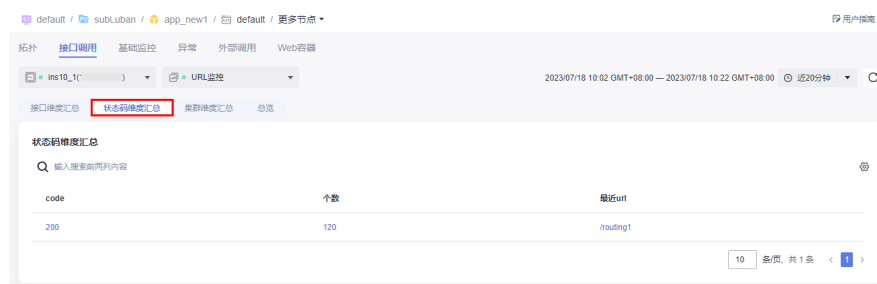 default / subLuban / app_new1 / default / 更多节点 用户指南
拓扑 接口调用 基础监控 异常 外部调用 Web容器
ins10_1( ) URL监控 2023/07/18 10:02 GMT+08:00 — 2023/07/18 10:22 GMT+08:00 近20分钟
接口维度汇总 状态码维度汇总 集群维度汇总 总览
状态码维度汇总
输入搜索前两列内容
code 个数 最近url
200 120 /routing1
10 条/页, 共 1 条 < 1 >